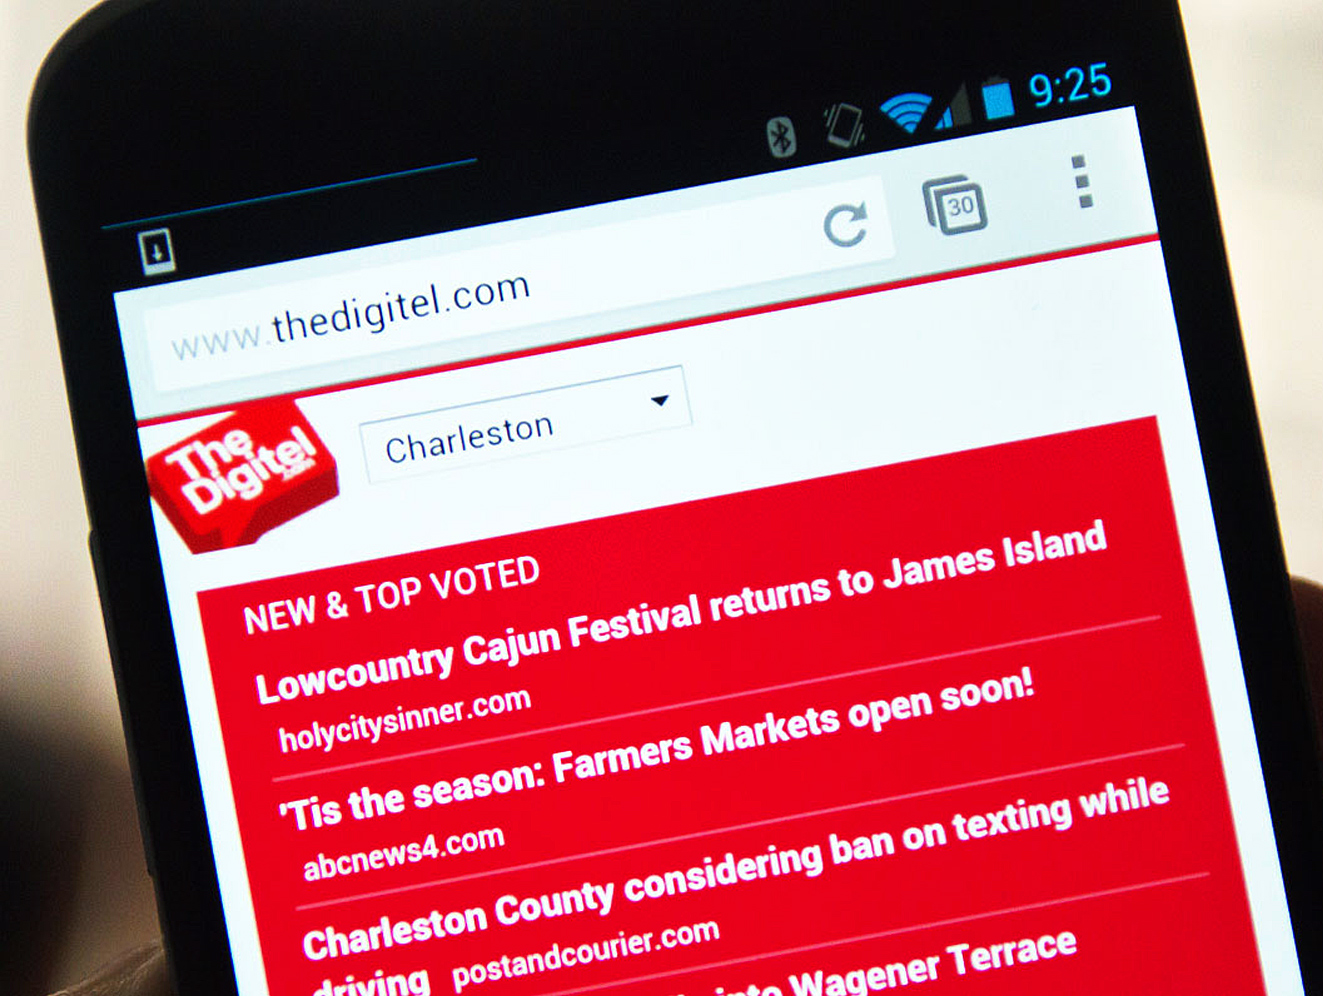 9:25
www.thedigitel.com
30
The
Digitel
.com
Charleston
NEW & TOP VOTED
Lowcountry Cajun Festival returns to James Island
holycitysinner.com
'Tis the season: Farmers Markets open soon!
abcnews4.com
Charleston County considering ban on texting while
driving postandcourier.com
into Wagener Terrace